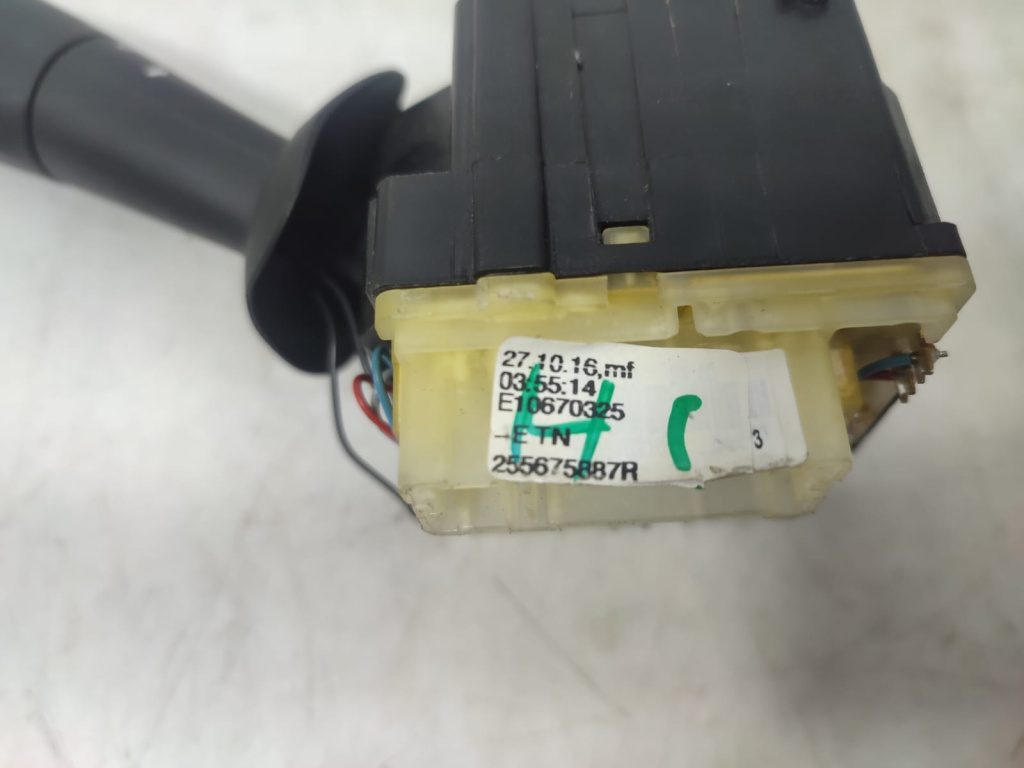 27.10.16,mf
03:55:14
E10670325
→E TN
3
255675887R